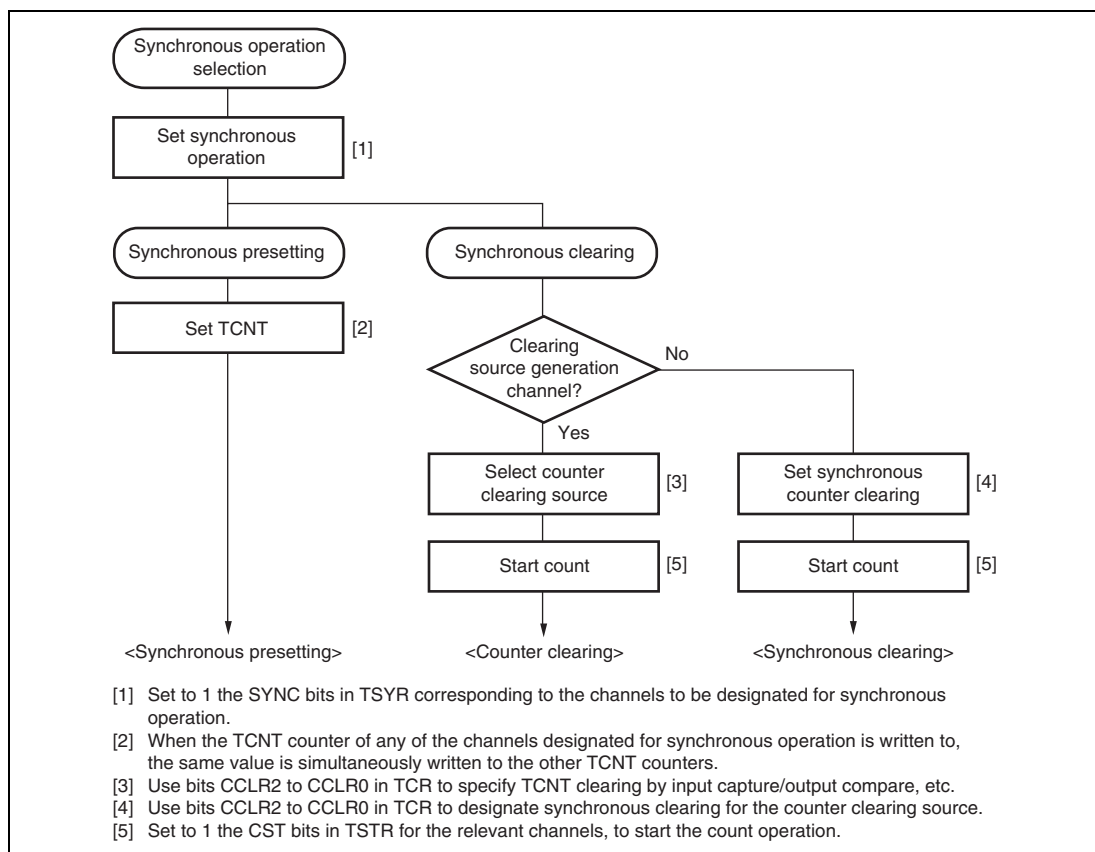 Synchronous operation
selection
Set synchronous
operation
[1]
Synchronous presetting
Synchronous clearing
Set TCNT
[2]
Clearing
source generation
channel?
No
Yes
Select counter
clearing source
[3]
Set synchronous
counter clearing
[4]
Start count
[5]
Start count
[5]
<Synchronous presetting>
<Counter clearing>
<Synchronous clearing>
[1] Set to 1 the SYNC bits in TSYR corresponding to the channels to be designated for synchronous
operation.
[2] When the TCNT counter of any of the channels designated for synchronous operation is written to,
the same value is simultaneously written to the other TCNT counters.
[3] Use bits CCLR2 to CCLR0 in TCR to specify TCNT clearing by input capture/output compare, etc.
[4] Use bits CCLR2 to CCLR0 in TCR to designate synchronous clearing for the counter clearing source.
[5] Set to 1 the CST bits in TSTR for the relevant channels, to start the count operation.